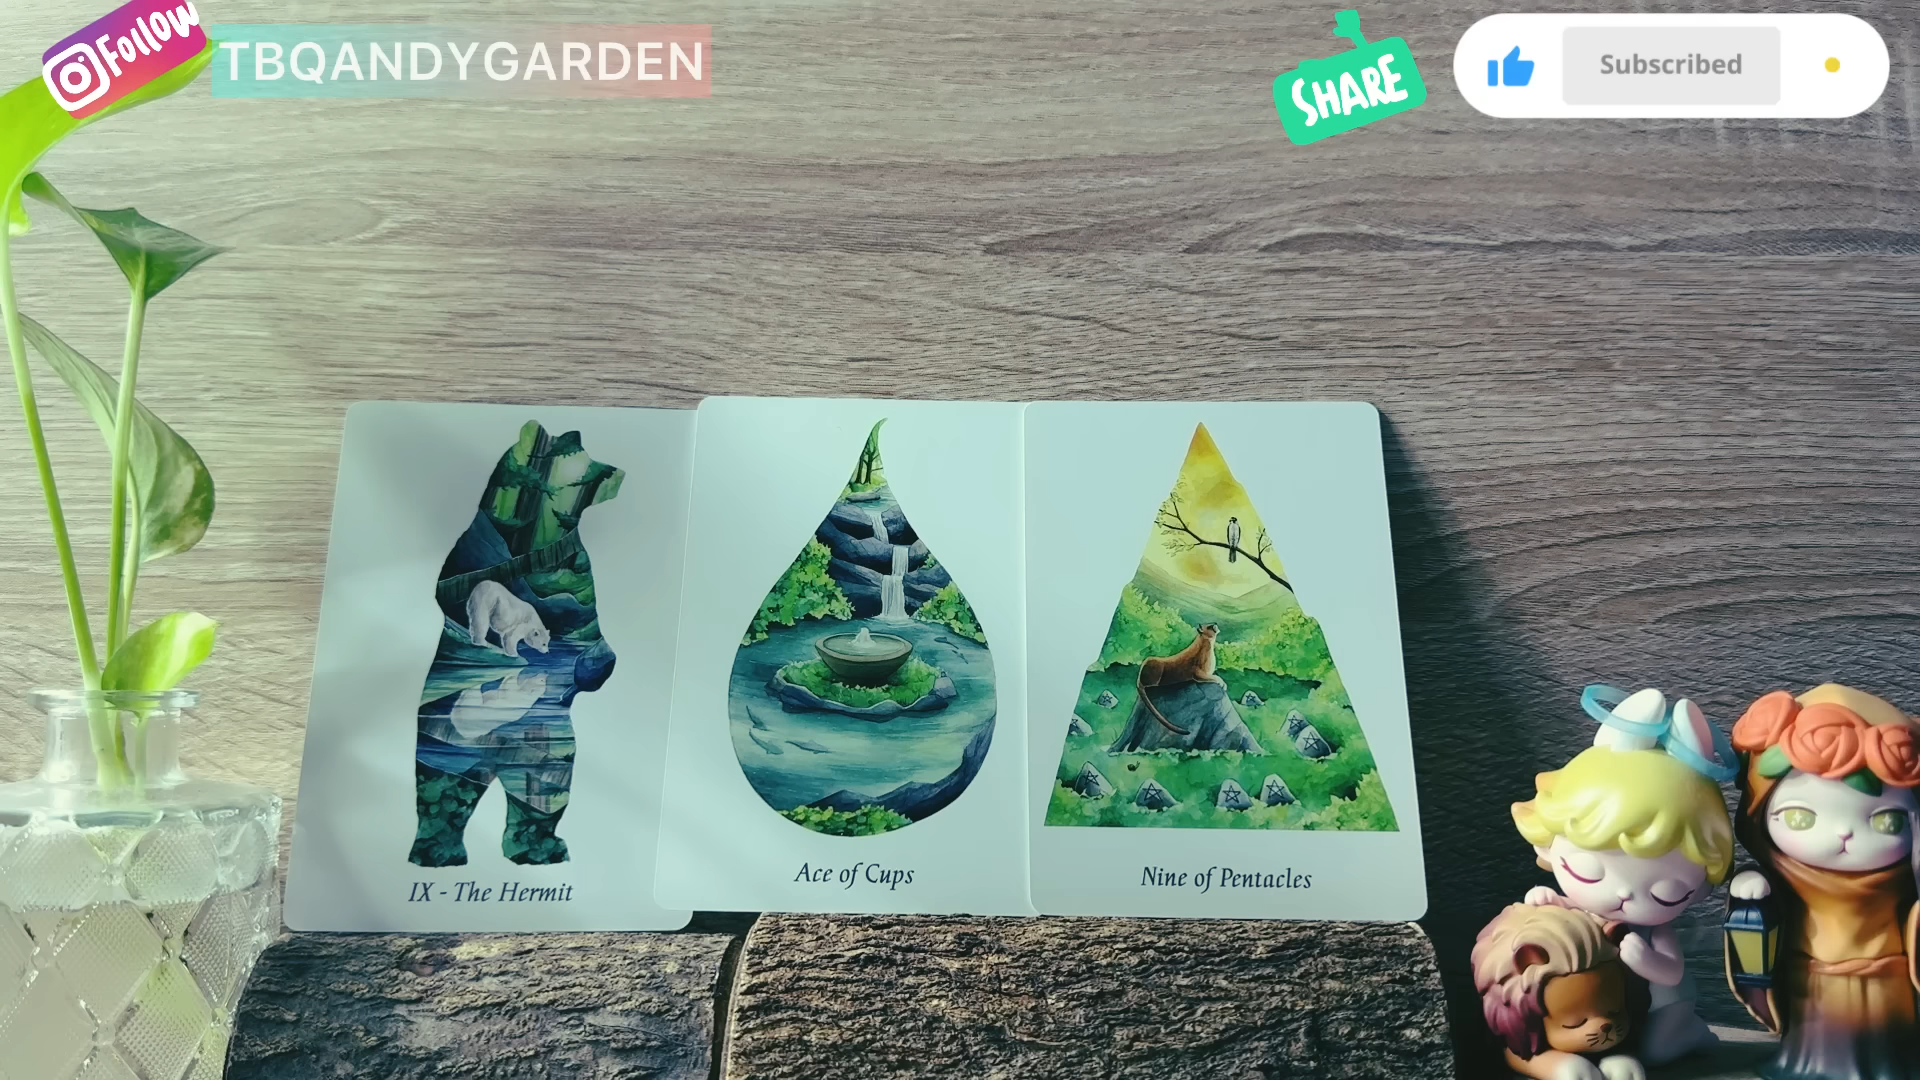 Follow
TBQANDYGARDEN
SHARE
Subscribed
IX - The Hermit
Ace of Cups
Nine of Pentacles